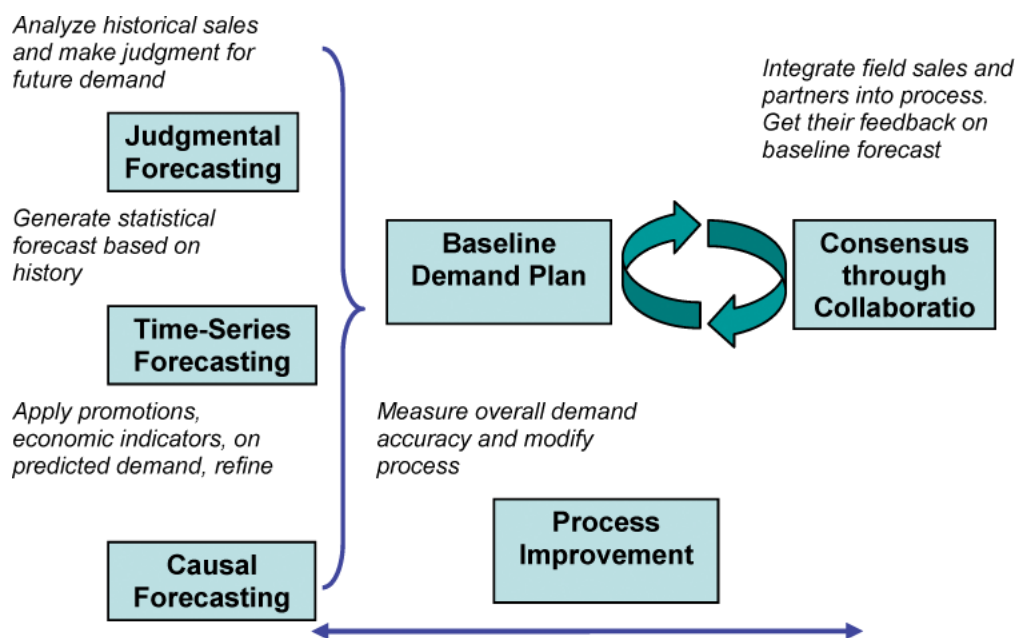 Analyze historical sales
and make judgment for
future demand
Judgmental
Forecasting
Generate statistical
forecast based on
history
Time-Series
Forecasting
Apply promotions,
economic indicators, on
predicted demand, refine
Causal
Forecasting
Baseline
Demand Plan
Measure overall demand
accuracy and modify
process
Process
Improvement
Integrate field sales and
partners into process.
Get their feedback on
baseline forecast
Consensus
through
Collaboratio